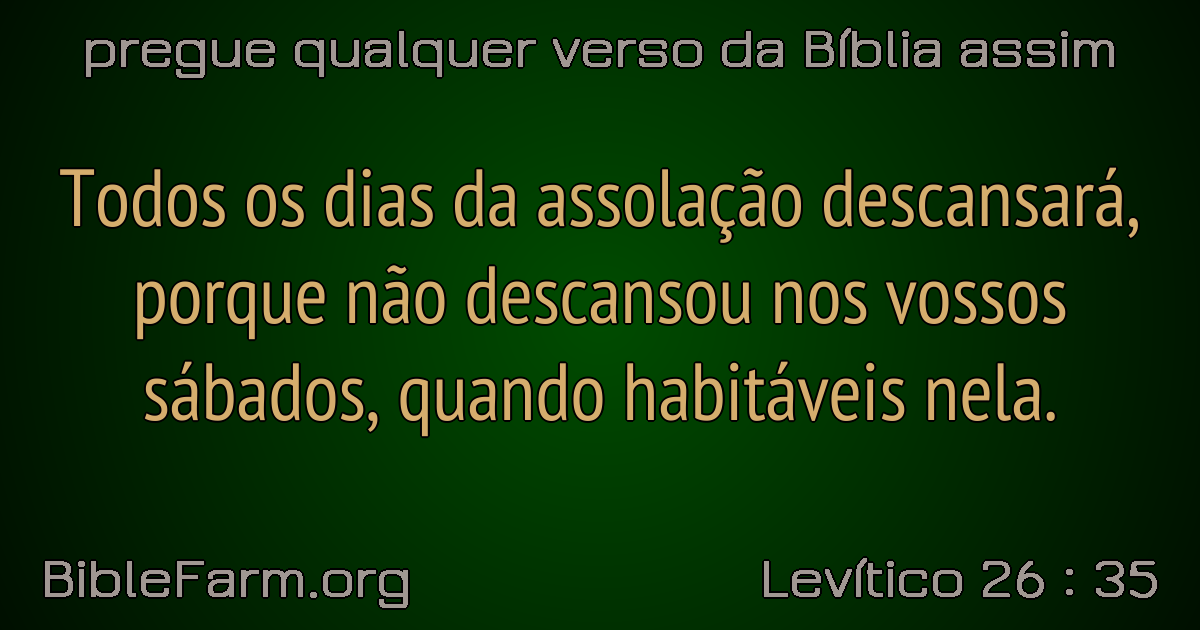 pregue qualquer verso da Bíblia assim
Todos os dias da assolação descansará,
porque não descansou nos vossos
sábados, quando habitáveis nela.
BibleFarm.org
Levítico 26 : 35